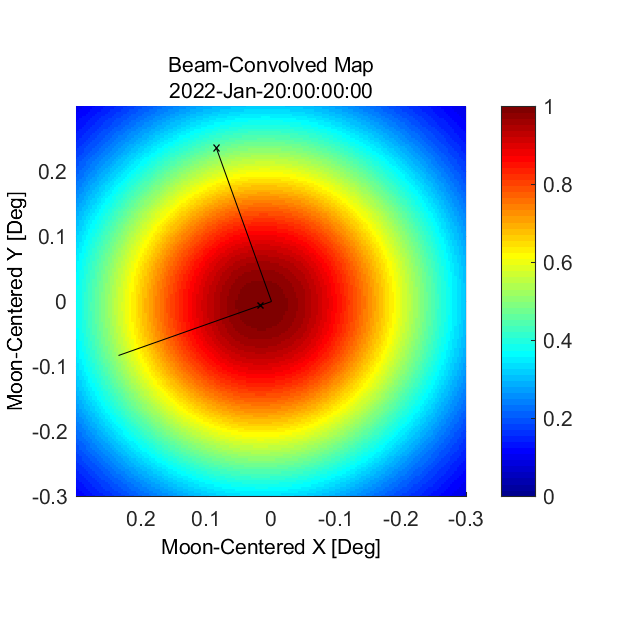 Beam-Convolved Map
2022-Jan-20:00:00:00:00
Moon-Centered Y [Deg]
0.2
0.1
0
-0.1
-0.2
-0.3
0.2 0.1 0 -0.1 -0.2 -0.3
Moon-Centered X [Deg]
1
0.8
0.6
0.4
0.2
0